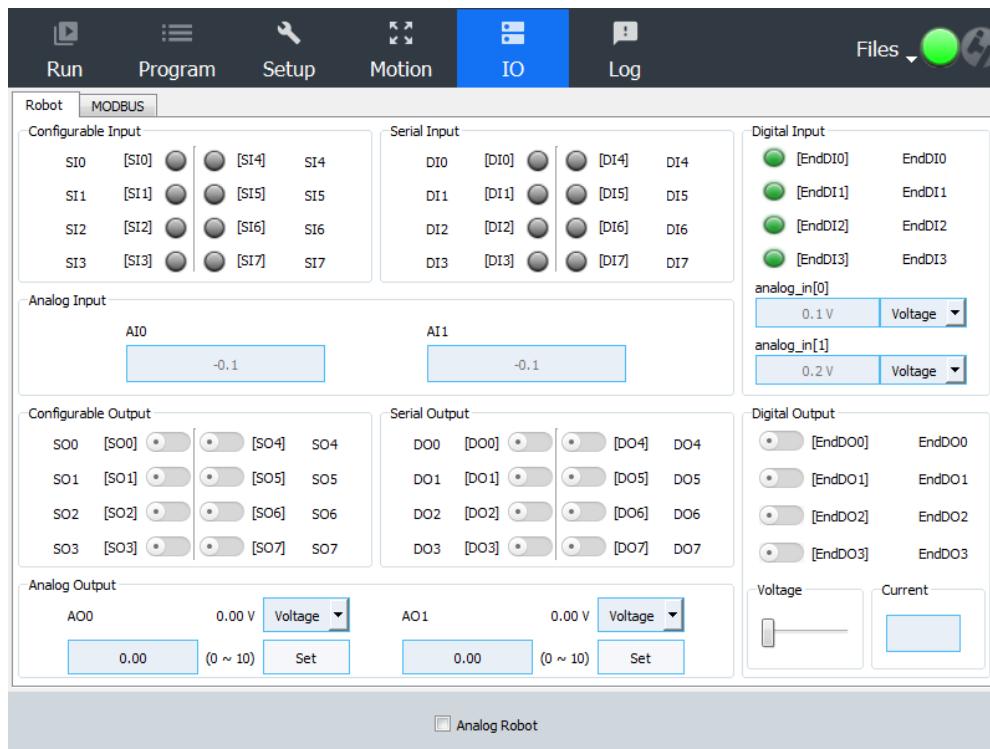 Run Program Setup Motion IO Log Files
Robot MODBUS
Configurable Input
SI0 [SI0] [SI4] SI4
SI1 [SI1] [SI5] SI5
SI2 [SI2] [SI6] SI6
SI3 [SI3] [SI7] SI7
Serial Input
DI0 [DI0] [DI4] DI4
DI1 [DI1] [DI5] DI5
DI2 [DI2] [DI6] DI6
DI3 [DI3] [DI7] DI7
Digital Input
[EndDI0] EndDI0
[EndDI1] EndDI1
[EndDI2] EndDI2
[EndDI3] EndDI3
analog_in[0]
0.1 V Voltage
analog_in[1]
0.2 V Voltage
Analog Input
AI0 AI1
-0.1 -0.1
Configurable Output
SO0 [SO0] [SO4] SO4
SO1 [SO1] [SO5] SO5
SO2 [SO2] [SO6] SO6
SO3 [SO3] [SO7] SO7
Serial Output
DO0 [DO0] [DO4] DO4
DO1 [DO1] [DO5] DO5
DO2 [DO2] [DO6] DO6
DO3 [DO3] [DO7] DO7
Digital Output
[EndDO0] EndDO0
[EndDO1] EndDO1
[EndDO2] EndDO2
[EndDO3] EndDO3
Voltage Current
Analog Output
AO0 0.00 V Voltage AO1 0.00 V Voltage
0.00 (0 ~ 10) Set 0.00 (0 ~ 10) Set
Analog Robot